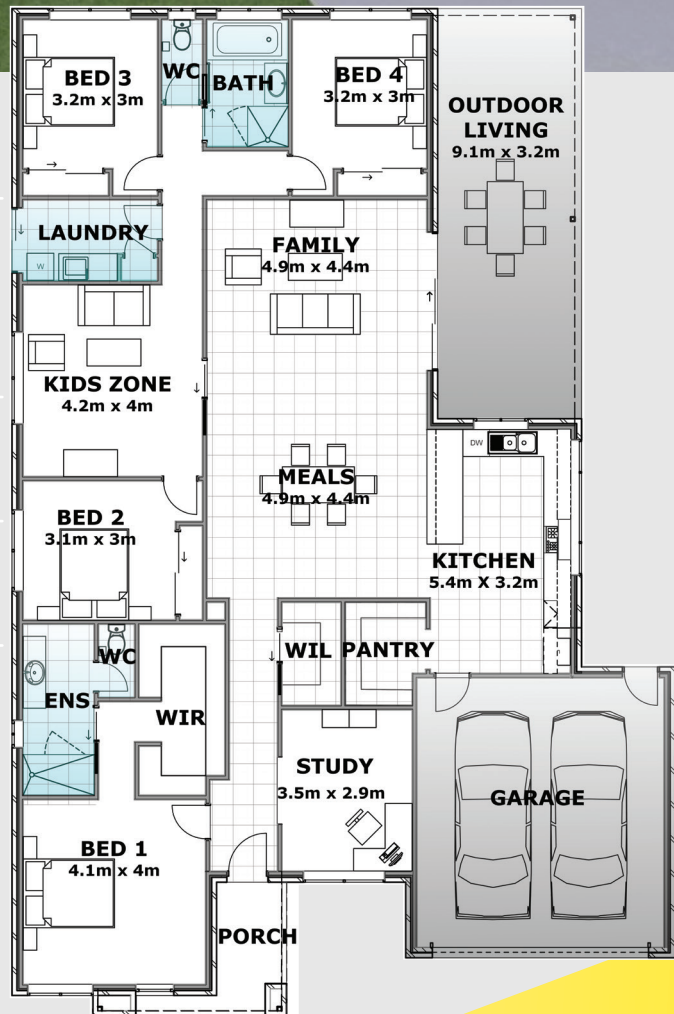 BED 3
3.2m x 3m
WC
BATH
BED 4
3.2m x 3m
OUTDOOR
LIVING
9.1m x 3.2m
LAUNDRY
W
FAMILY
4.9m x 4.4m
KIDS ZONE
4.2m x 4m
DW
MEALS
4.9m x 4.4m
BED 2
3.1m x 3m
KITCHEN
5.4m X 3.2m
WC
ENS
WIR
WIL
PANTRY
STUDY
3.5m x 2.9m
GARAGE
BED 1
4.1m x 4m
PORCH